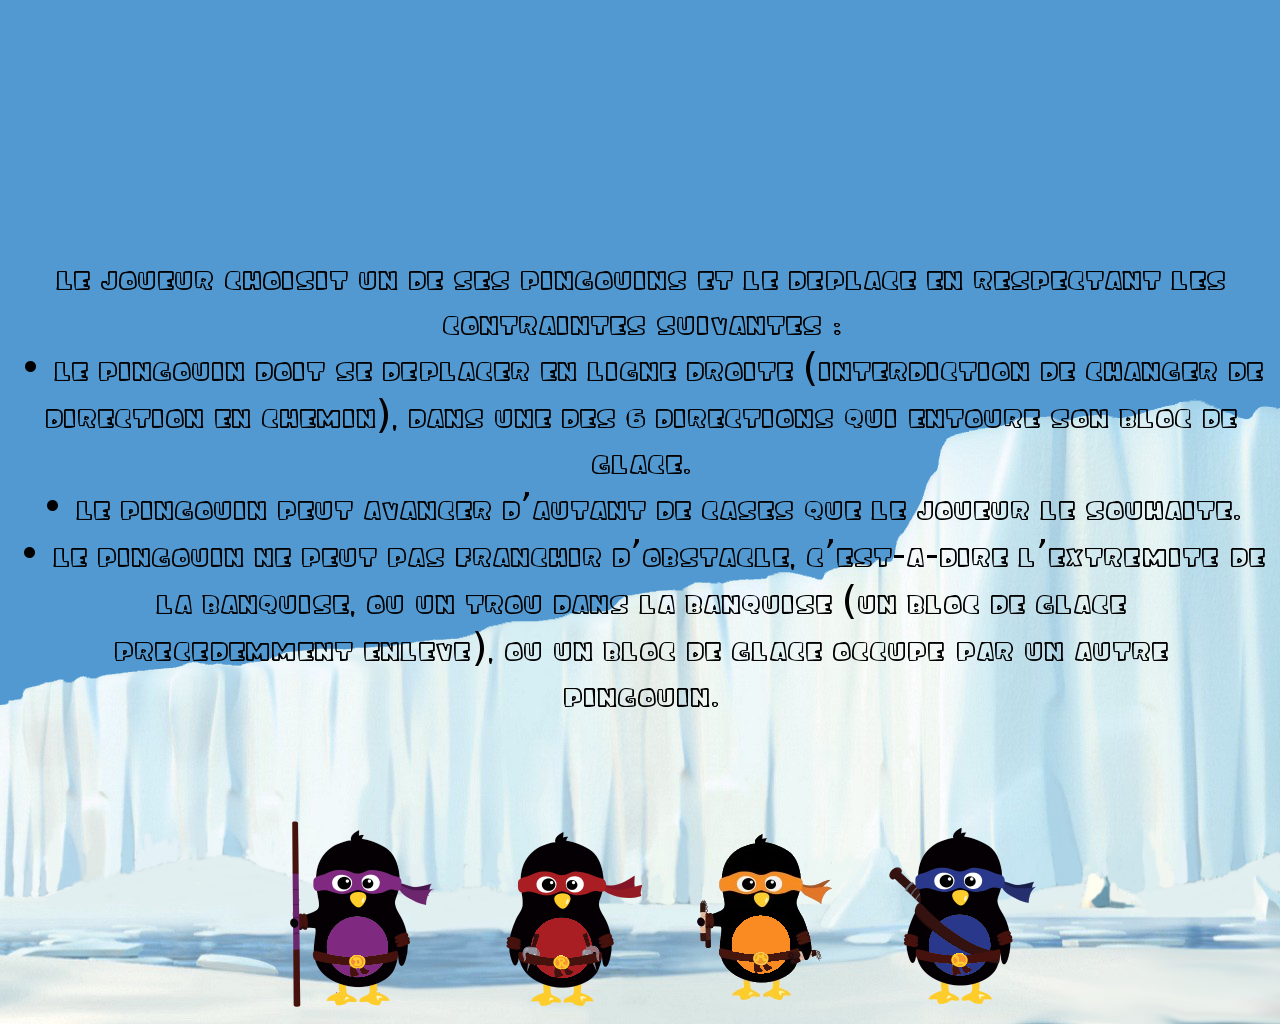 LE JOUEUR CHOISIT UN DE SES PINGOUINS ET LE DEPLACE EN RESPECTANT LES
CONTRAINTES SUIVANTES :
• LE PINGOUIN DOIT SE DEPLACER EN LIGNE DROITE (INTERDICTION DE CHANGER DE
DIRECTION EN CHEMIN), DANS UNE DES 6 DIRECTIONS QUI ENTOURE SON BLOC DE
GLACE.
• LE PINGOUIN PEUT AVANCER D'AUTANT DE CASES QUE LE JOUEUR LE SOUHAITE.
• LE PINGOUIN NE PEUT PAS FRANCHIR D'OBSTACLE, C'EST-A-DIRE L'EXTREMITE DE
LA BANQUISE, OU UN TROU DANS LA BANQUISE (UN BLOC DE GLACE
PRECEDEMMENT ENLEVE), OU UN BLOC DE GLACE OCCUPE PAR UN AUTRE
PINGOUIN.